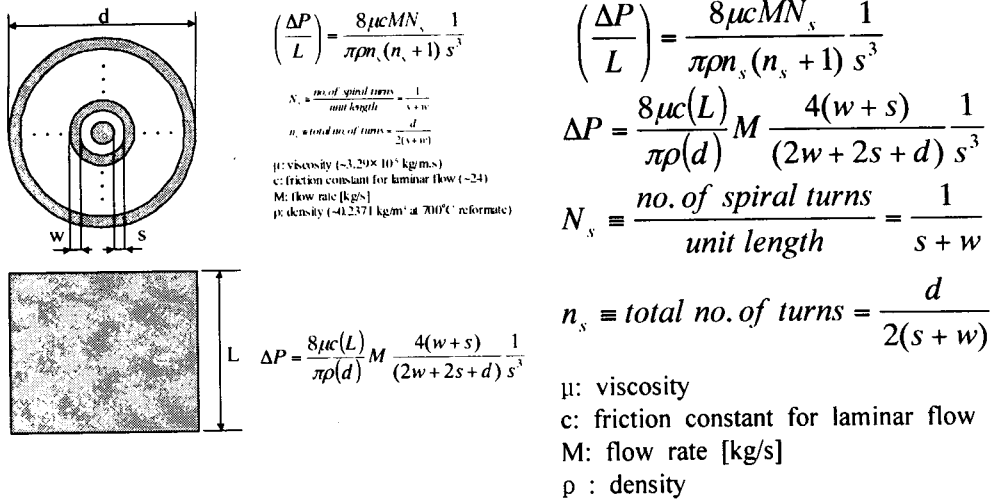 d
w
s
L
(ΔP/L) = 8μcMN_s/πρn_s(n_s + 1) 1/s³
N_s ≡ no. of spiral turns/unit length = 1/s+w
n_s ≡ total no. of turns = d/2(s+w)
μ: viscosity (~3.29×10⁻⁵ kg/m.s)
c: friction constant for laminar flow (~24)
M: flow rate [kg/s]
ρ: density (~0.2371 kg/m³ at 700°C reformate)
ΔP = 8μc(L)/πρ(d) M 4(w+s)/(2w+2s+d) 1/s³
(ΔP/L) = 8μcMN_s/πρn_s(n_s + 1) 1/s³
ΔP = 8μc(L)/πρ(d) M 4(w+s)/(2w+2s+d) 1/s³
N_s ≡ no. of spiral turns/unit length = 1/s + w
n_s ≡ total no. of turns = d/2(s + w)
μ: viscosity
c: friction constant for laminar flow
M: flow rate [kg/s]
ρ : density